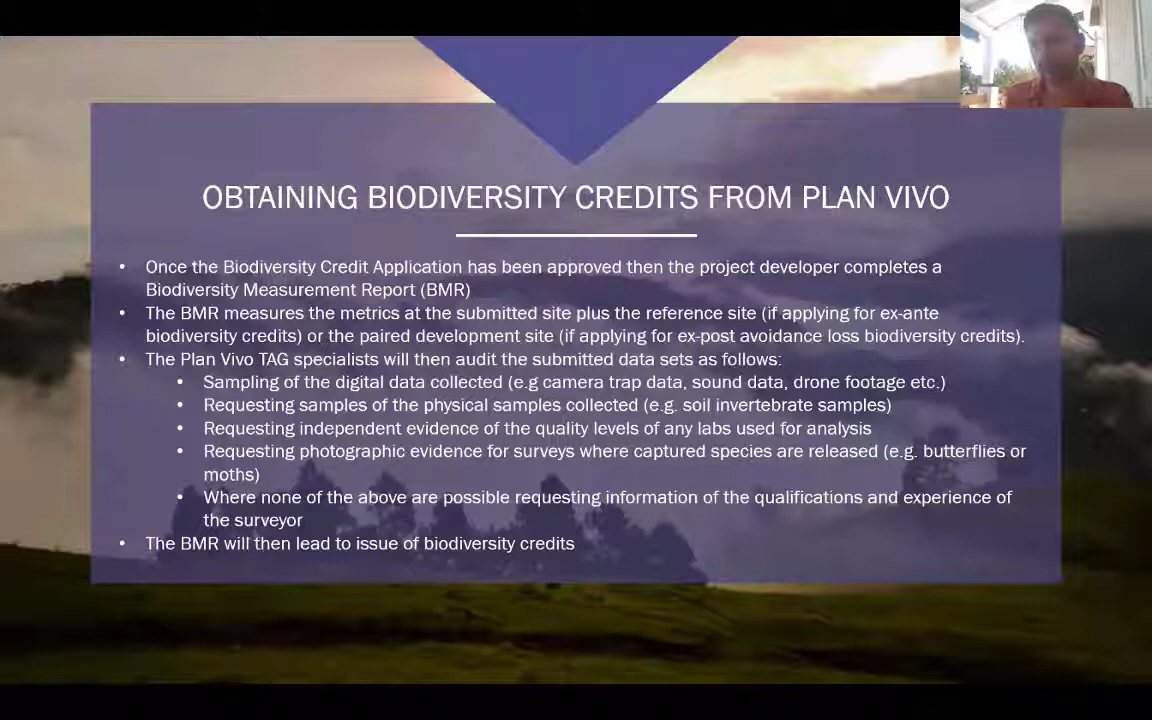 OBTAINING BIODIVERSITY CREDITS FROM PLAN VIVO
• Once the Biodiversity Credit Application has been approved then the project developer completes a
Biodiversity Measurement Report (BMR)
• The BMR measures the metrics at the submitted site plus the reference site (if applying for ex-ante
biodiversity credits) or the paired development site (if applying for ex-post avoidance loss biodiversity credits).
• The Plan Vivo TAG specialists will then audit the submitted data sets as follows:
• Sampling of the digital data collected (e.g camera trap data, sound data, drone footage etc.)
• Requesting samples of the physical samples collected (e.g. soil invertebrate samples)
• Requesting independent evidence of the quality levels of any labs used for analysis
• Requesting photographic evidence for surveys where captured species are released (e.g. butterflies or
moths)
• Where none of the above are possible requesting information of the qualifications and experience of
the surveyor
• The BMR will then lead to issue of biodiversity credits